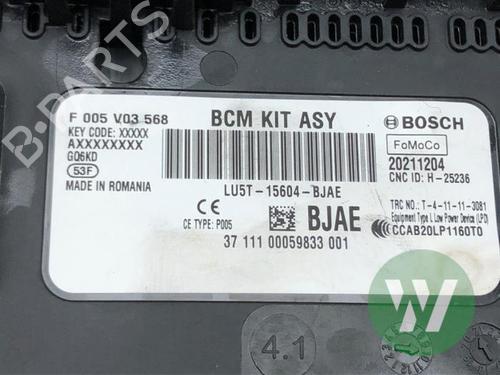 B-PARTS
F 005 V03 568
BCM KIT ASY
BOSCH
KEY CODE: XXXXX
AXXXXXXXX
GQ6KD
53F
MADE IN ROMANIA
FoMoCo
20211204
CNC ID: H-25236
LU5T-15604-BJAE
CE
CE TYPE: P005
BJAE
37 111 00059833 001
TRC NO.: T-4-11-11-3081
Equipment Type I, Low Power Device (LPD)
CCAB20LP1160T0
W
4.1